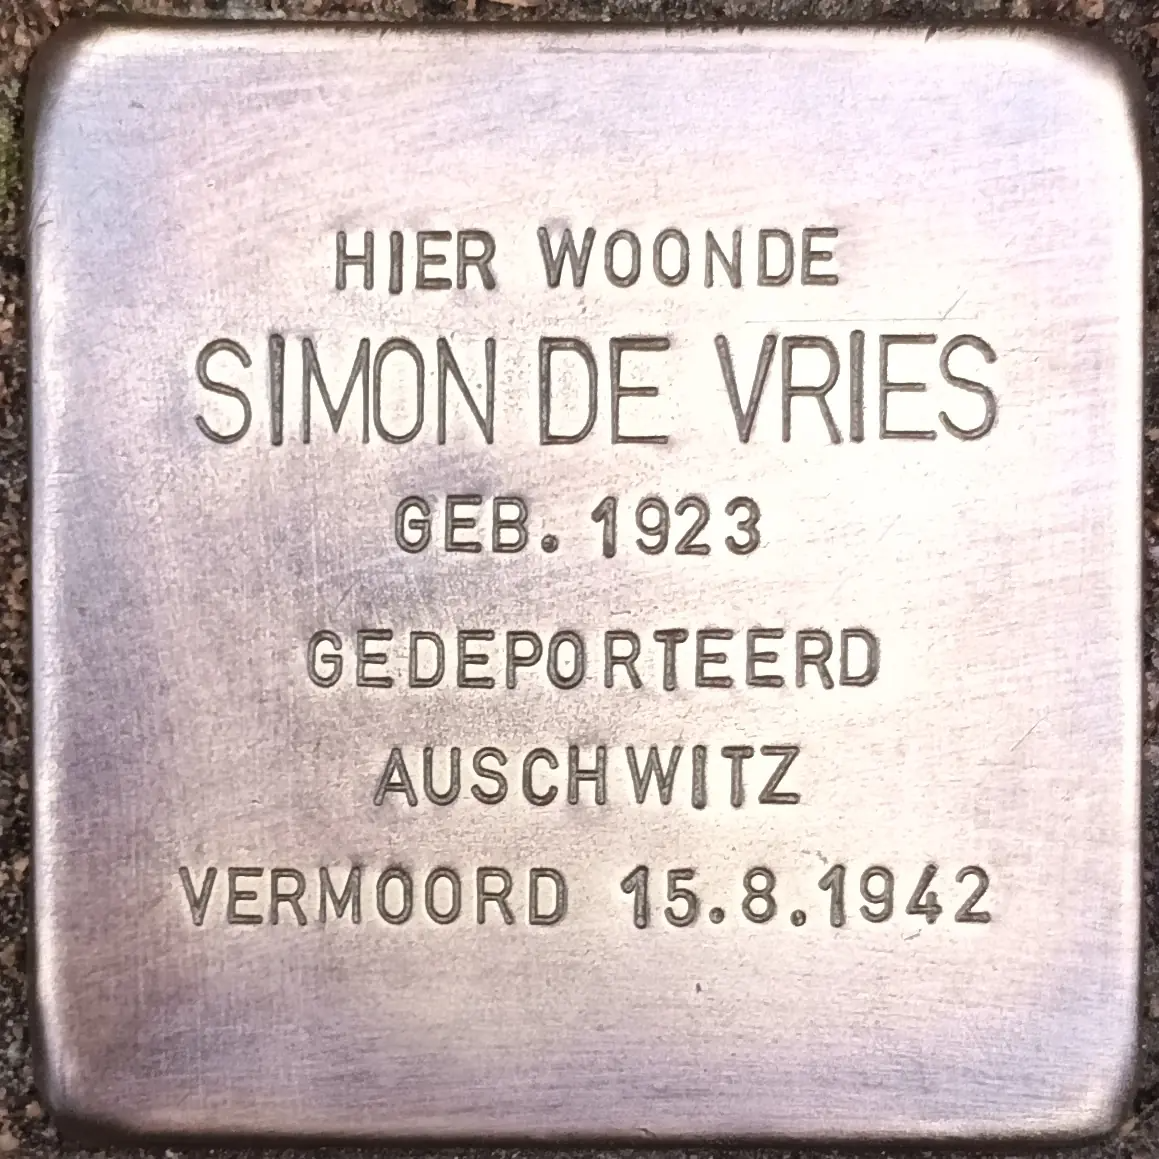 HIER WOONDE
SIMON DE VRIES
GEB. 1923
GEDEPORTEERD
AUSCHWITZ
VERMOORD 15.8.1942